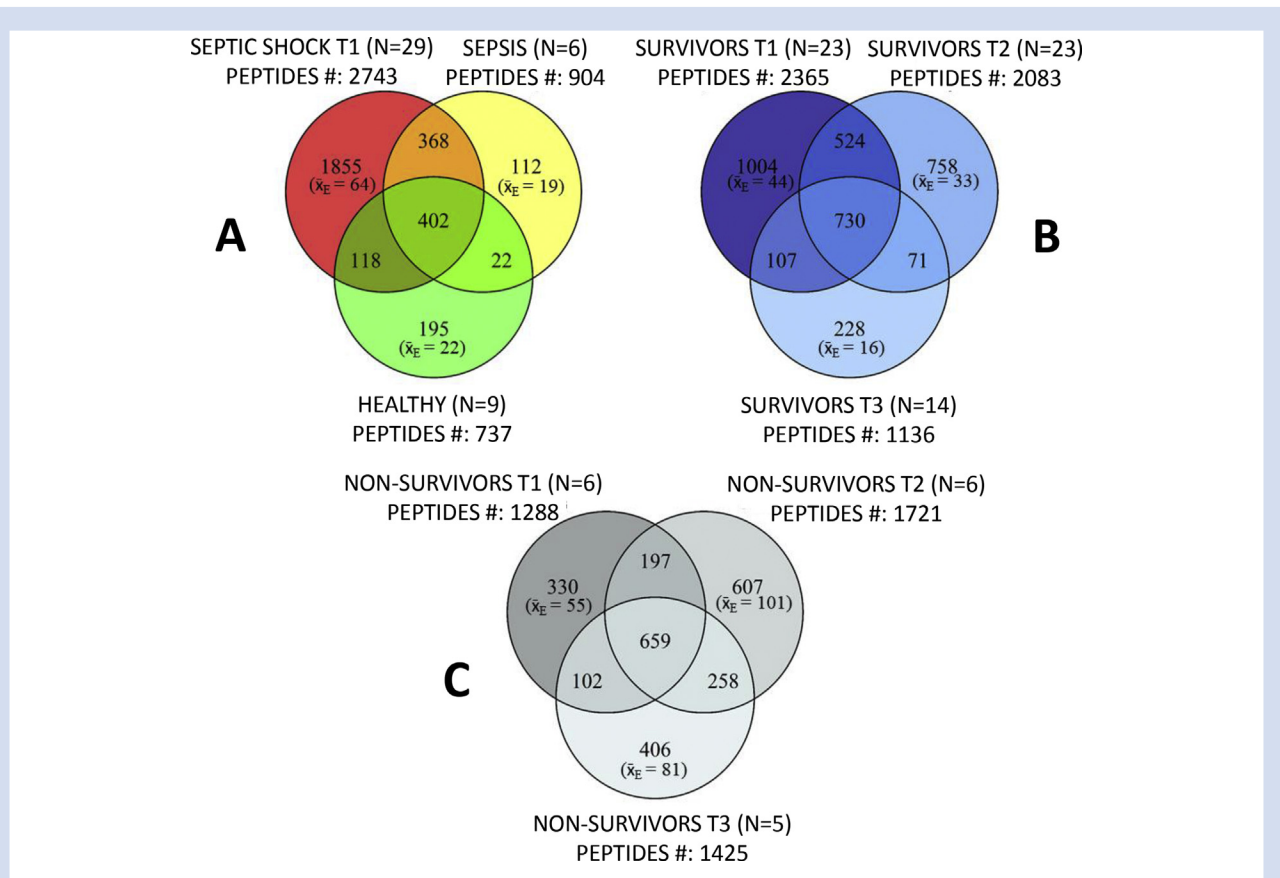 SEPTIC SHOCK T1 (N=29)
PEPTIDES #: 2743
SEPSIS (N=6)
PEPTIDES #: 904
368
1855
(x̄E = 64)
112
(x̄E = 19)
402
118
22
195
(x̄E = 22)
A
HEALTHY (N=9)
PEPTIDES #: 737
SURVIVORS T1 (N=23)
PEPTIDES #: 2365
SURVIVORS T2 (N=23)
PEPTIDES #: 2083
524
1004
(x̄E = 44)
758
(x̄E = 33)
730
107
71
228
(x̄E = 16)
B
SURVIVORS T3 (N=14)
PEPTIDES #: 1136
NON-SURVIVORS T1 (N=6)
PEPTIDES #: 1288
NON-SURVIVORS T2 (N=6)
PEPTIDES #: 1721
197
330
(x̄E = 55)
607
(x̄E = 101)
659
102
258
406
(x̄E = 81)
C
NON-SURVIVORS T3 (N=5)
PEPTIDES #: 1425